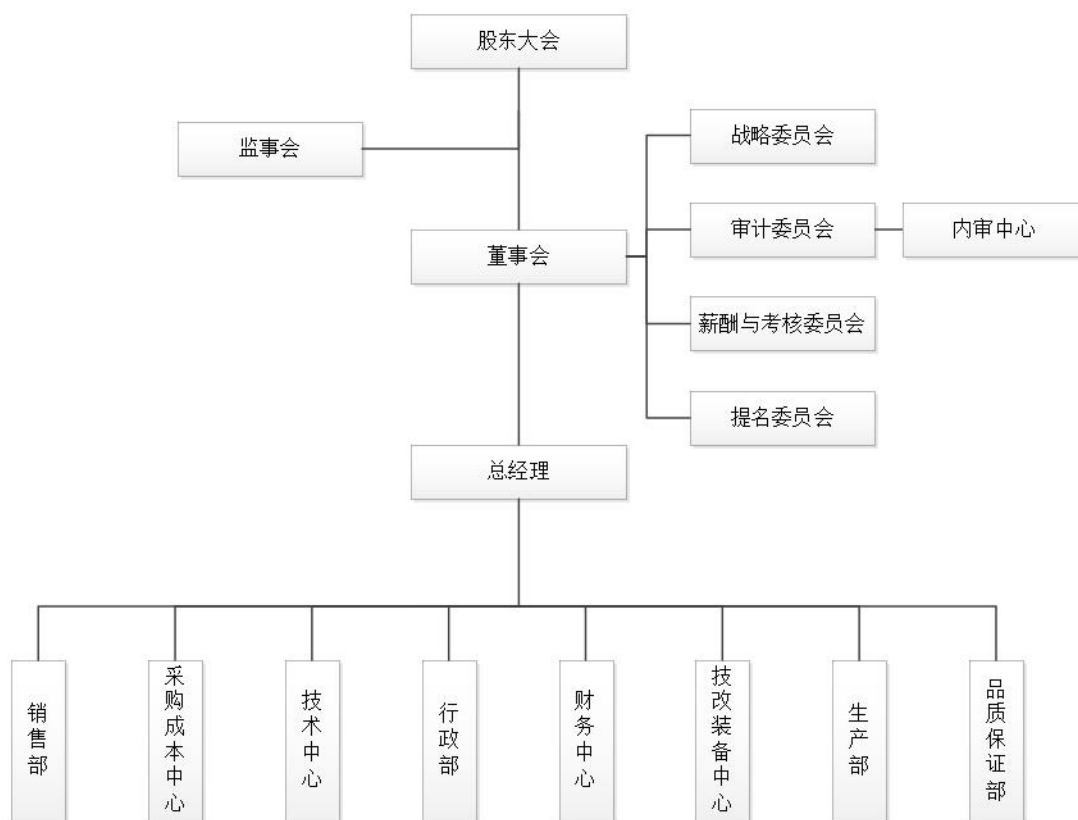 股东大会
监事会
战略委员会
审计委员会
内审中心
董事会
薪酬与考核委员会
提名委员会
总经理
销售部
采购成本中心
技术中心
行政部
财务中心
技改装备中心
生产部
品质保证部